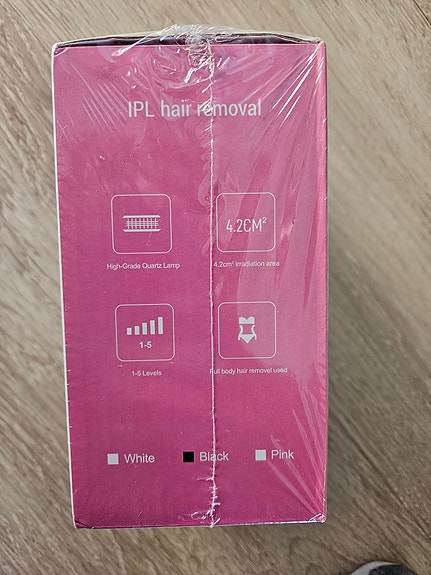 IPL hair removal
4.2CM²
High-Grade Quartz Lamp
4.2cm² Irradiation area
1-5
1-5 Levels
Full body hair removel used
White
Black
Pink